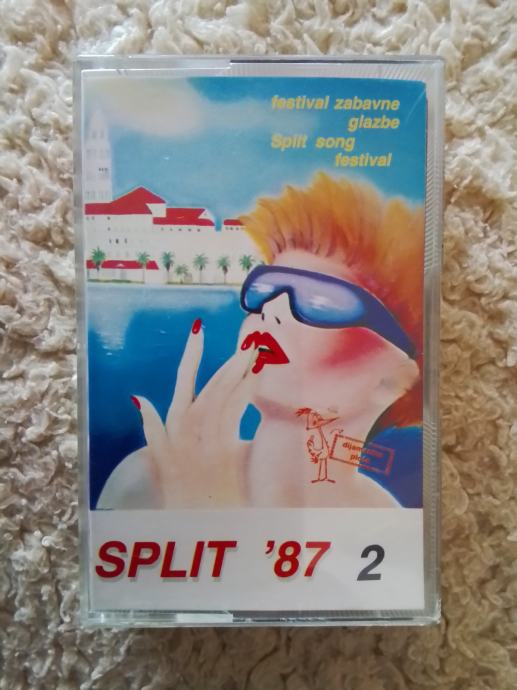 festival zabavne
glazbe
Split song
festival
SPLIT '87 2